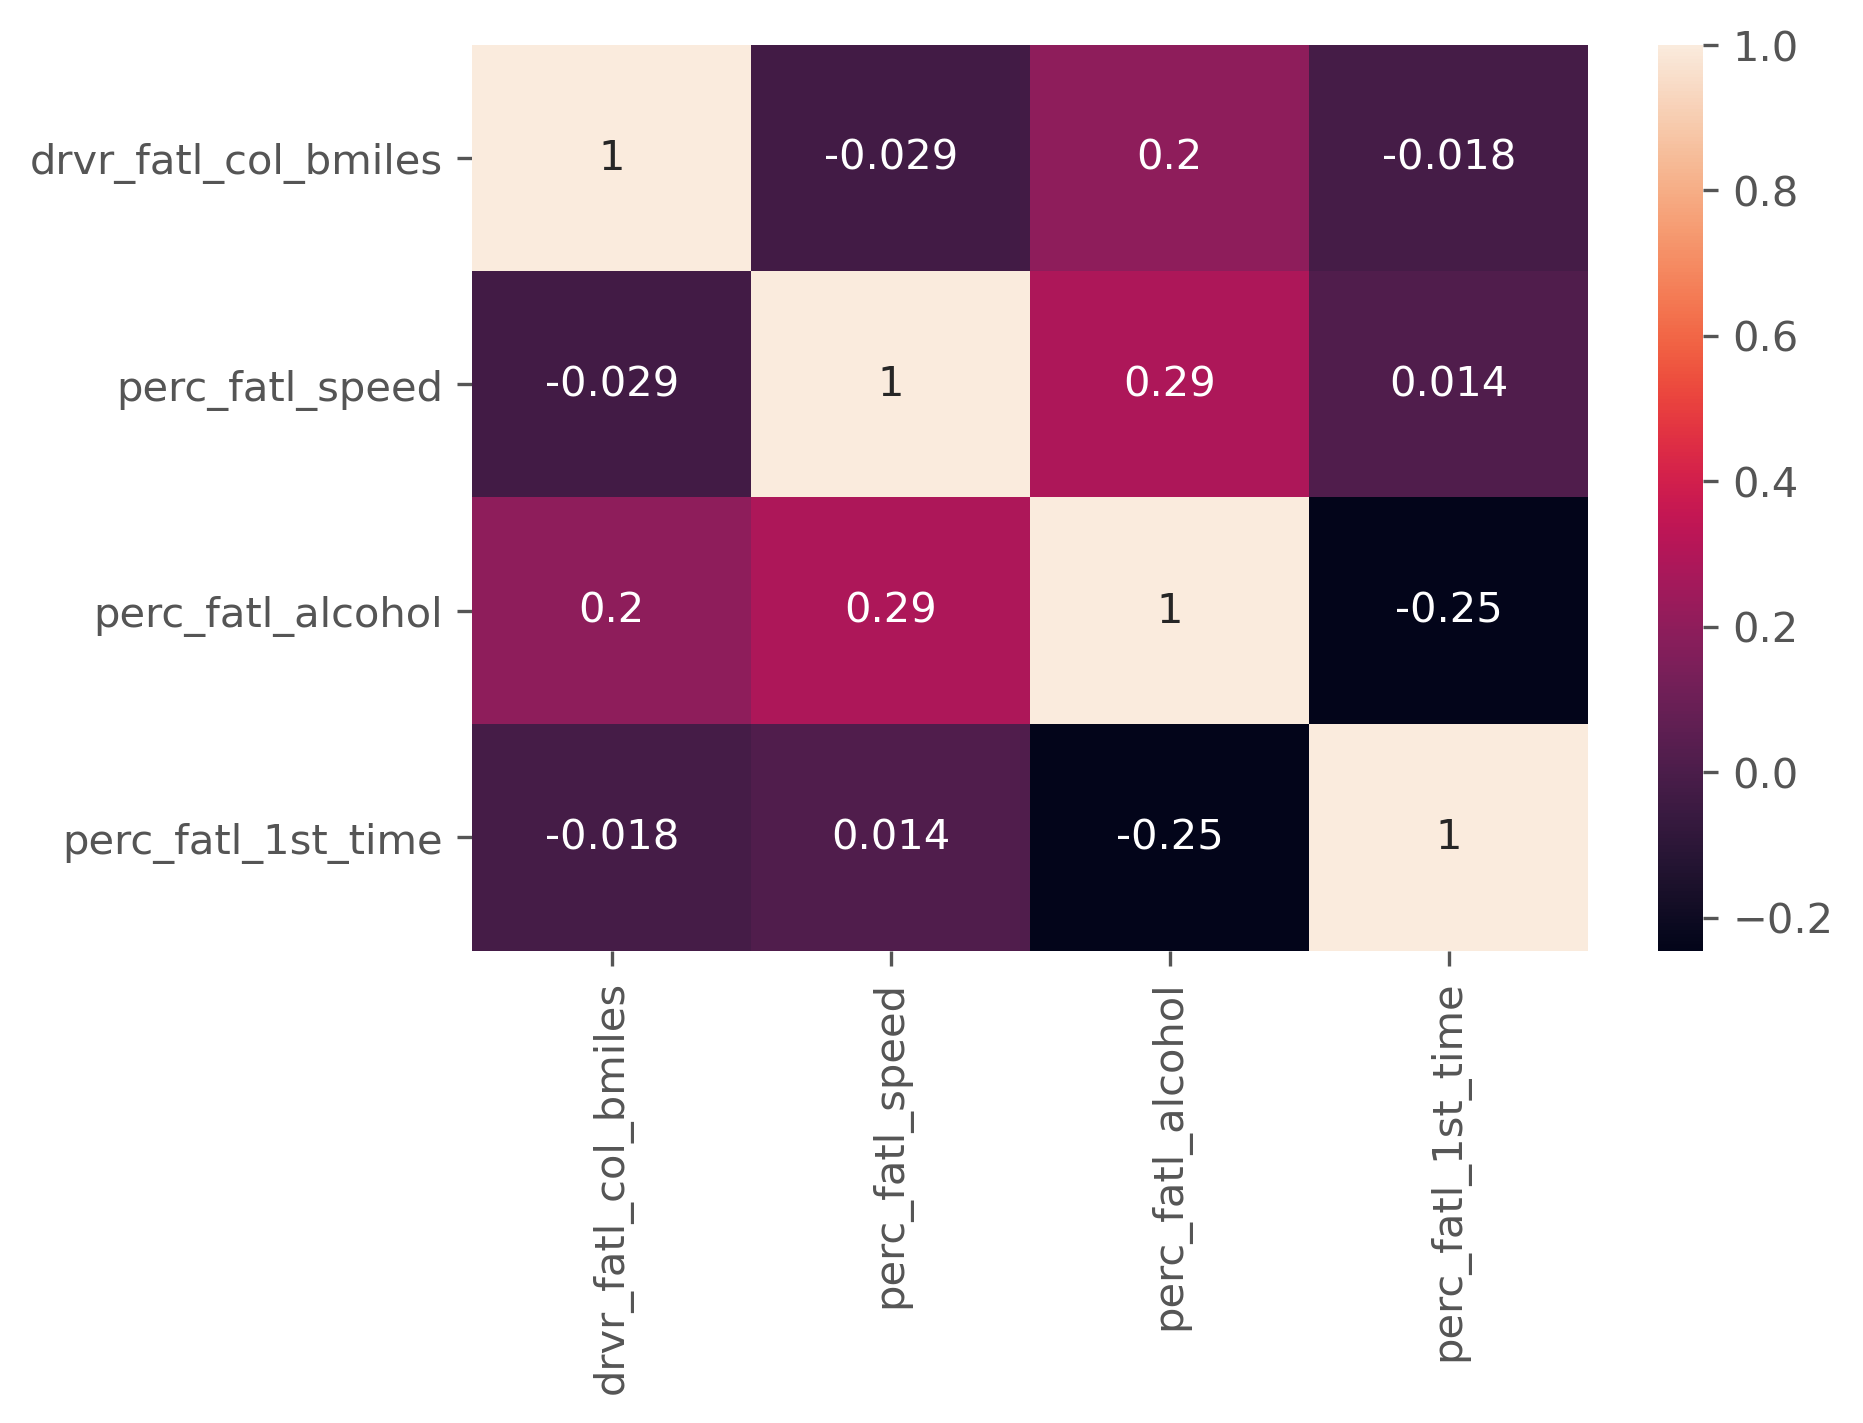 drvr_fatl_col_bmiles 1 -0.029 0.2 -0.018
perc_fatl_speed -0.029 1 0.29 0.014
perc_fatl_alcohol 0.2 0.29 1 -0.25
perc_fatl_1st_time -0.018 0.014 -0.25 1
drvr_fatl_col_bmiles
perc_fatl_speed
perc_fatl_alcohol
perc_fatl_1st_time
1.0
0.8
0.6
0.4
0.2
0.0
−0.2